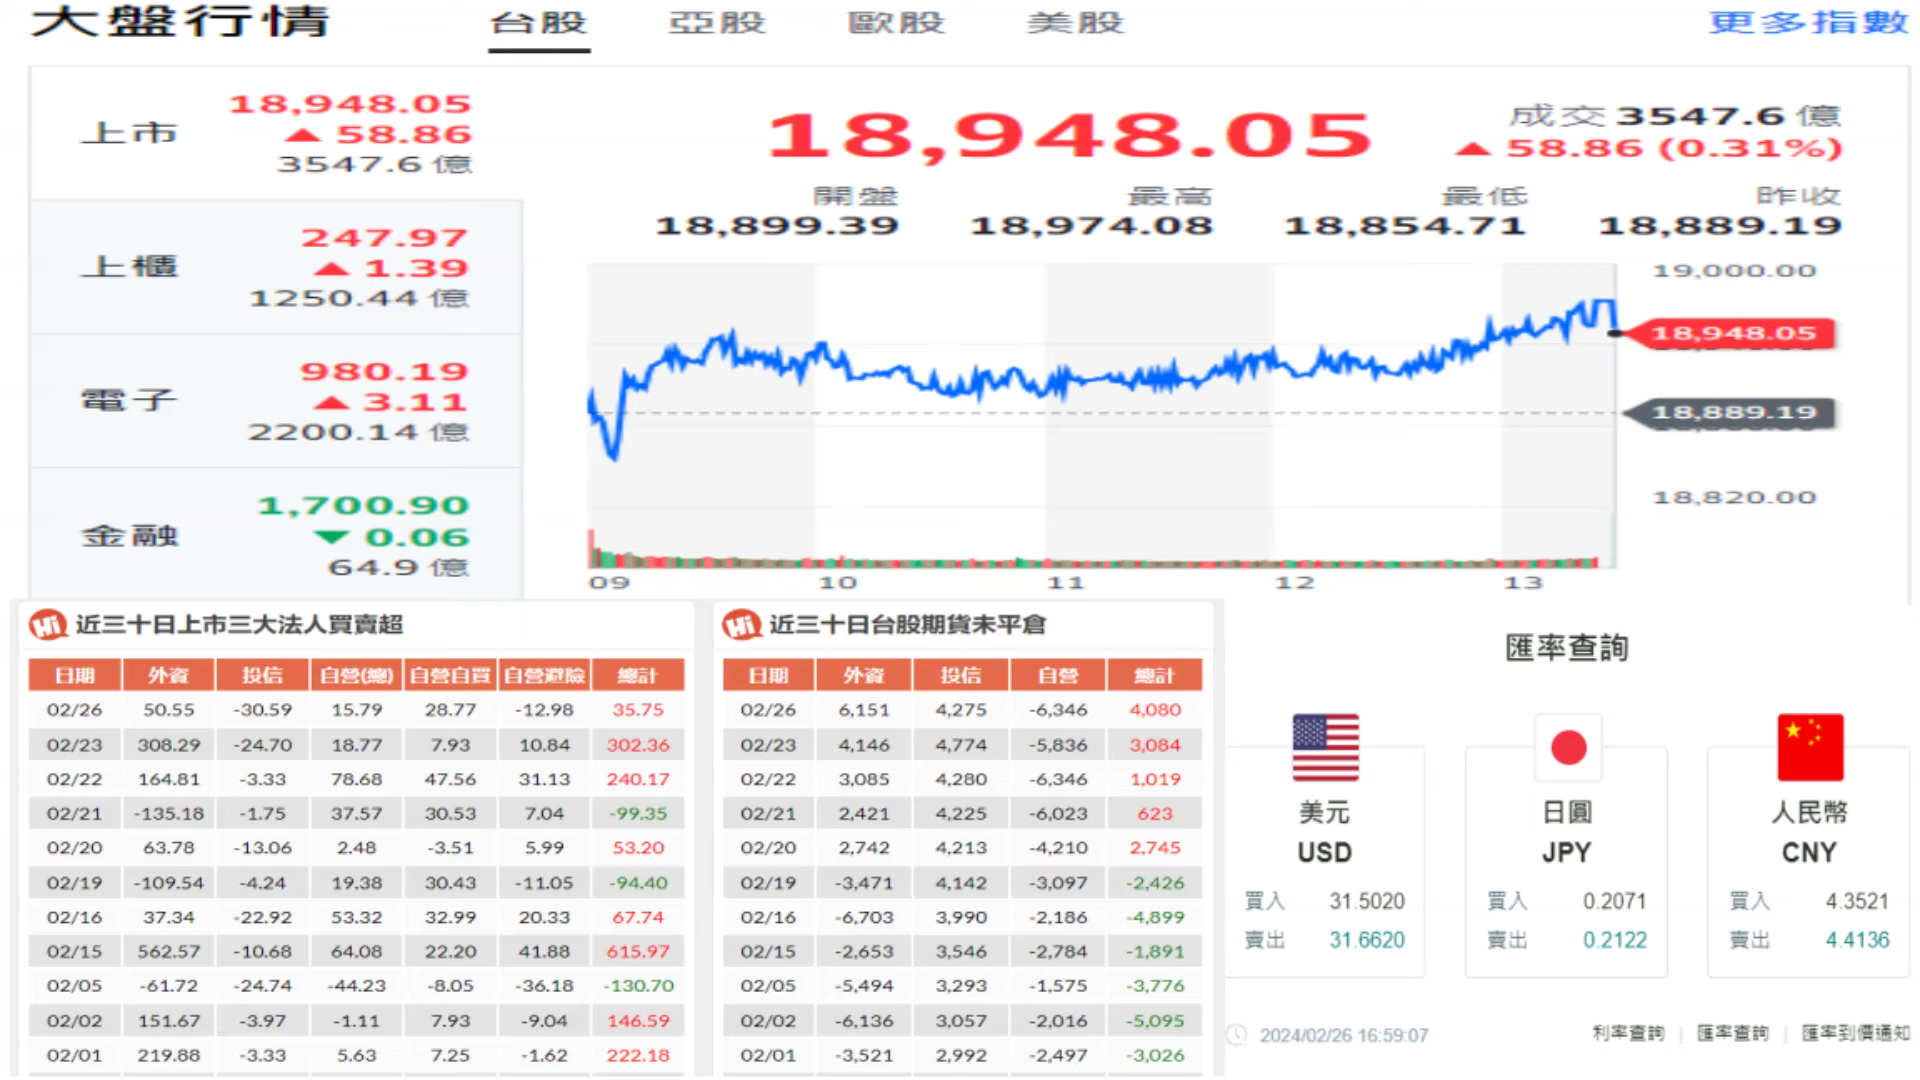 大盤行情 台股 亞股 歐股 美股 更多指數
上市 18,948.05
▲ 58.86
3547.6 億
上櫃 247.97
▲ 1.39
1250.44 億
電子 980.19
▲ 3.11
2200.14 億
金融 1,700.90
▼ 0.06
64.9 億
18,948.05
成交 3547.6 億
▲ 58.86 (0.31%)
開盤 最高 最低 昨收
18,899.39 18,974.08 18,854.71 18,889.19
19,000.00
18,948.05
18,889.19
18,820.00
09 10 11 12 13
Hi 近三十日上市三大法人買賣超
日期 外資 投信 自營(總) 自營自買 自營避險 總計
02/26 50.55 -30.59 15.79 28.77 -12.98 35.75
02/23 308.29 -24.70 18.77 7.93 10.84 302.36
02/22 164.81 -3.33 78.68 47.56 31.13 240.17
02/21 -135.18 -1.75 37.57 30.53 7.04 -99.35
02/20 63.78 -13.06 2.48 -3.51 5.99 53.20
02/19 -109.54 -4.24 19.38 30.43 -11.05 -94.40
02/16 37.34 -22.92 53.32 32.99 20.33 67.74
02/15 562.57 -10.68 64.08 22.20 41.88 615.97
02/05 -61.72 -24.74 -44.23 -8.05 -36.18 -130.70
02/02 151.67 -3.97 -1.11 7.93 -9.04 146.59
02/01 219.88 -3.33 5.63 7.25 -1.62 222.18
Hi 近三十日台股期貨未平倉
日期 外資 投信 自營 總計
02/26 6,151 4,275 -6,346 4,080
02/23 4,146 4,774 -5,836 3,084
02/22 3,085 4,280 -6,346 1,019
02/21 2,421 4,225 -6,023 623
02/20 2,742 4,213 -4,210 2,745
02/19 -3,471 4,142 -3,097 -2,426
02/16 -6,703 3,990 -2,186 -4,899
02/15 -2,653 3,546 -2,784 -1,891
02/05 -5,494 3,293 -1,575 -3,776
02/02 -6,136 3,057 -2,016 -5,095
02/01 -3,521 2,992 -2,497 -3,026
匯率查詢
美元
USD
買入 31.5020
賣出 31.6620
日圓
JPY
買入 0.2071
賣出 0.2122
人民幣
CNY
買入 4.3521
賣出 4.4136
2024/02/26 16:59:07 利率查詢 | 匯率查詢 | 匯率到價通知